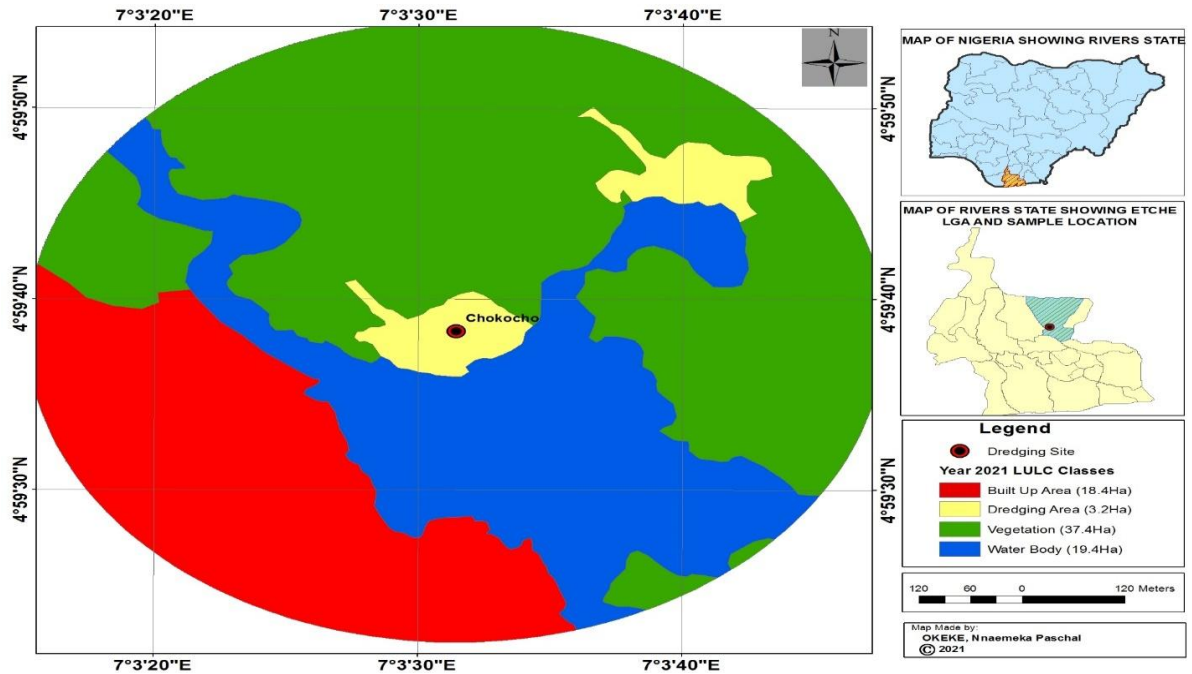 7°3'20"E 7°3'30"E 7°3'40"E
N
4°59'50"N 4°59'50"N
4°59'40"N 4°59'40"N
Chokocho
4°59'30"N 4°59'30"N
7°3'20"E 7°3'30"E 7°3'40"E
MAP OF NIGERIA SHOWING RIVERS STATE
MAP OF RIVERS STATE SHOWING ETCHE
LGA AND SAMPLE LOCATION
Legend
Dredging Site
Year 2021 LULC Classes
Built Up Area (18.4Ha)
Dredging Area (3.2Ha)
Vegetation (37.4Ha)
Water Body (19.4Ha)
120 60 0 120 Meters
Map Made by:
OKEKE, Nnaemeka Paschal
© 2021